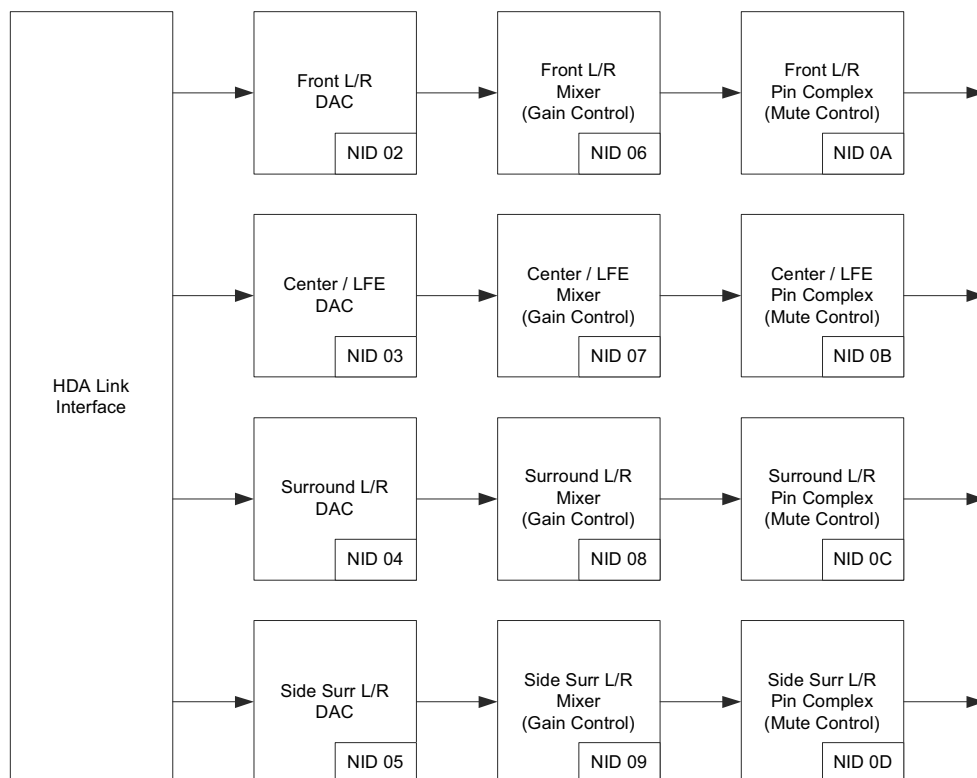 HDA Link
Interface
Front L/R
DAC
NID 02
Front L/R
Mixer
(Gain Control)
NID 06
Front L/R
Pin Complex
(Mute Control)
NID 0A
Center / LFE
DAC
NID 03
Center / LFE
Mixer
(Gain Control)
NID 07
Center / LFE
Pin Complex
(Mute Control)
NID 0B
Surround L/R
DAC
NID 04
Surround L/R
Mixer
(Gain Control)
NID 08
Surround L/R
Pin Complex
(Mute Control)
NID 0C
Side Surr L/R
DAC
NID 05
Side Surr L/R
Mixer
(Gain Control)
NID 09
Side Surr L/R
Pin Complex
(Mute Control)
NID 0D